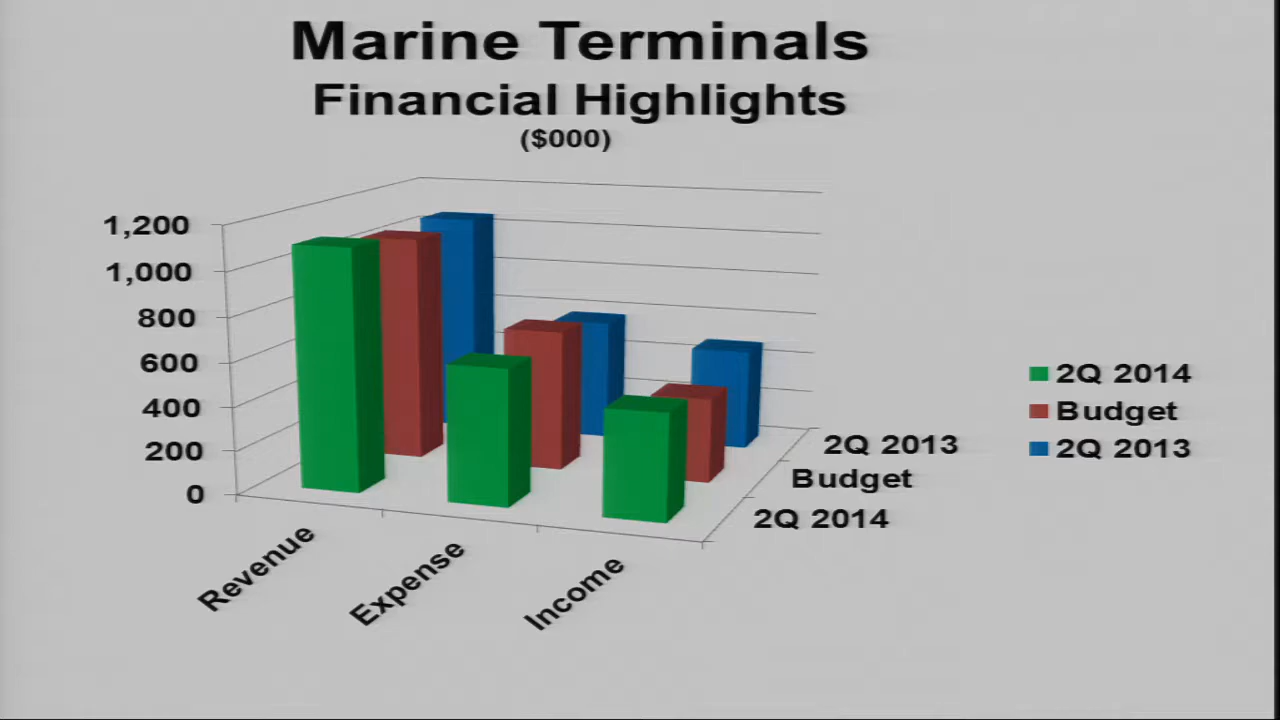 Marine Terminals
Financial Highlights
($000)
1,200
1,000
800
600
400
200
0
Revenue
Expense
Income
2Q 2013
Budget
2Q 2014
2Q 2014
Budget
2Q 2013